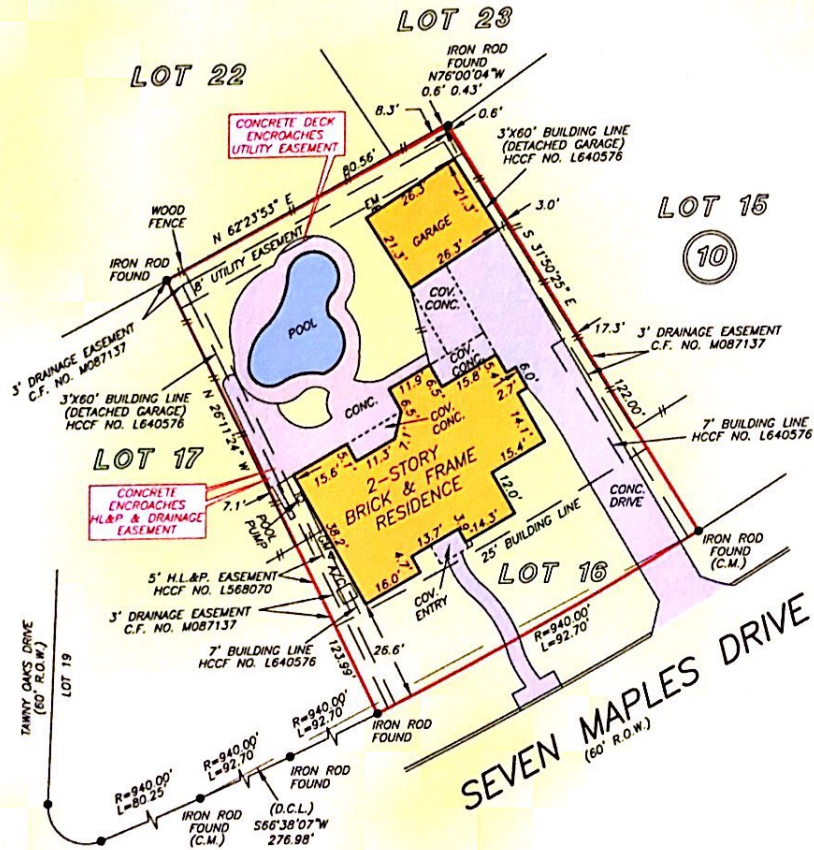 LOT 23
LOT 22
IRON ROD
FOUND
N76°00'04"W
0.6' 0.43'
8.3'
0.6'
CONCRETE DECK
ENCROACHES
UTILITY EASEMENT
3'X60' BUILDING LINE
(DETACHED GARAGE)
HCCF NO. L640576
80.56'
N 62°23'53" E
EM
26.3'
21.3'
GARAGE
21.3'
26.3'
3.0'
LOT 15
10
WOOD
FENCE
IRON ROD
FOUND
8' UTILITY EASEMENT
S 31°50'25" E
COV.
CONC.
POOL
17.3'
3' DRAINAGE EASEMENT
C.F. NO. M087137
3' DRAINAGE EASEMENT
C.F. NO. M087137
3'X60' BUILDING LINE
(DETACHED GARAGE)
HCCF NO. L640576
N 26°11'24" W
COV.
CONC.
122.00'
7' BUILDING LINE
HCCF NO. L640576
CONC.
11.9'
6.5'
15.8'
5.4'
2.7'
6.0'
COV.
CONC.
6.5'
7.1'
11.3'
5.1'
15.6'
14.1'
15.4'
12.0'
LOT 17
CONCRETE
ENCROACHES
HL&P & DRAINAGE
EASEMENT
7.1'
POOL
PUMP
2-STORY
BRICK & FRAME
RESIDENCE
38.2'
GM
A/C
13.7'
3.0'
14.3'
4.7'
16.0'
25' BUILDING LINE
CONC.
DRIVE
IRON ROD
FOUND
(C.M.)
LOT 16
COV.
ENTRY
5' H.L.&P. EASEMENT
HCCF NO. L568070
3' DRAINAGE EASEMENT
C.F. NO. M087137
7' BUILDING LINE
HCCF NO. L640576
26.6'
123.99'
R=940.00'
L=92.70'
TAWNY OAKS DRIVE
(60' R.O.W.)
LOT 19
SEVEN MAPLES DRIVE
(60' R.O.W.)
IRON ROD
FOUND
R=940.00'
L=92.70'
IRON ROD
FOUND
R=940.00'
L=92.70'
R=940.00'
L=80.25'
IRON ROD
FOUND
(C.M.)
(D.C.L.)
S66°38'07"W
276.98'